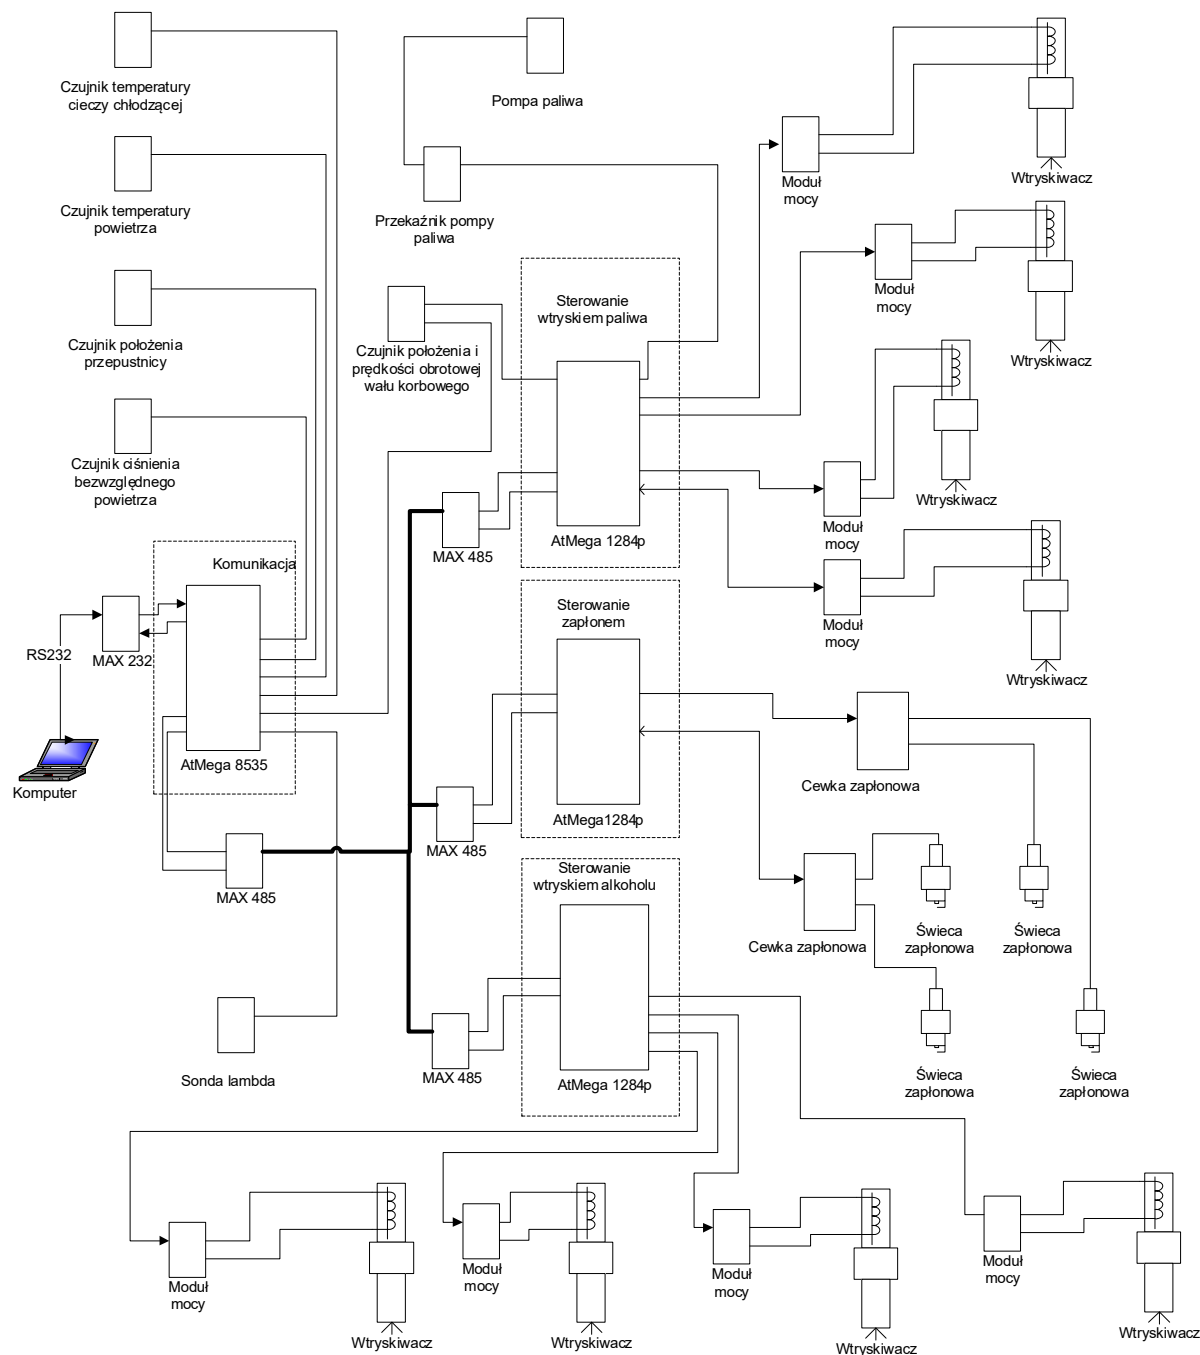 Czujnik temperatury
cieczy chłodzącej
Pompa paliwa
Moduł
mocy
Wtryskiwacz
Czujnik temperatury
powietrza
Przekaźnik pompy
paliwa
Moduł
mocy
Wtryskiwacz
Czujnik położenia
przepustnicy
Czujnik położenia i
prędkości obrotowej
wału korbowego
Sterowanie
wtryskiem paliwa
AtMega 1284p
Czujnik ciśnienia
bezwzględnego
powietrza
MAX 485
Moduł
mocy
Wtryskiwacz
Moduł
mocy
Wtryskiwacz
Komunikacja
RS232
MAX 232
AtMega 8535
Komputer
MAX 485
Sterowanie
zapłonem
AtMega1284p
MAX 485
Cewka zapłonowa
Cewka zapłonowa
Świeca
zapłonowa
Świeca
zapłonowa
Świeca
zapłonowa
Świeca
zapłonowa
Sterowanie
wtryskiem alkoholu
AtMega 1284p
MAX 485
Sonda lambda
Moduł
mocy
Wtryskiwacz
Moduł
mocy
Wtryskiwacz
Moduł
mocy
Wtryskiwacz
Moduł
mocy
Wtryskiwacz